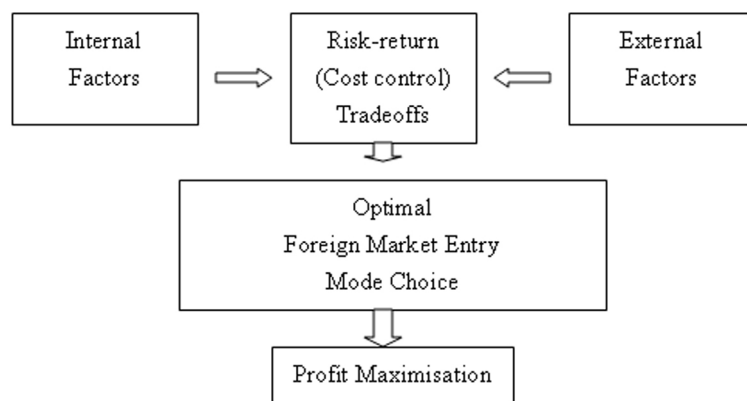 Internal
Factors
Risk-return
(Cost control)
Tradeoffs
External
Factors
Optimal
Foreign Market Entry
Mode Choice
Profit Maximisation